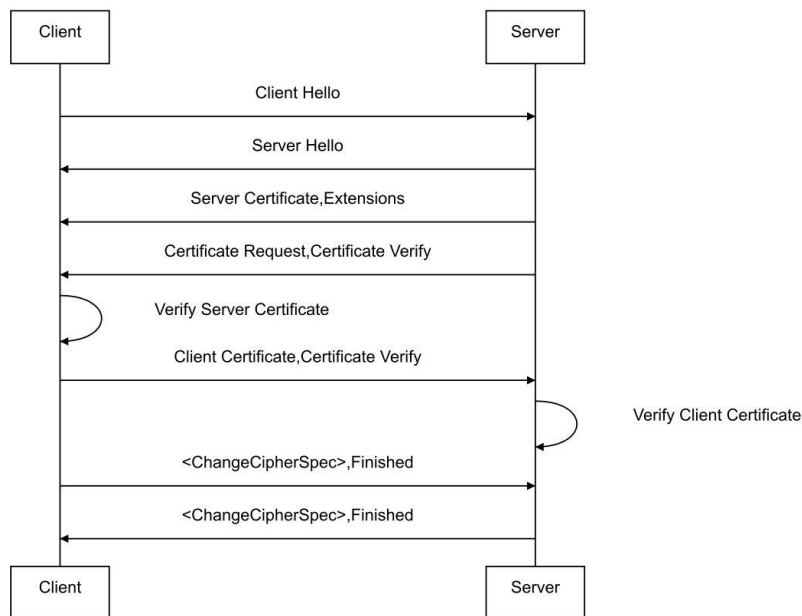 Client
Server
Client Hello
Server Hello
Server Certificate,Extensions
Certificate Request,Certificate Verify
Verify Server Certificate
Client Certificate,Certificate Verify
Verify Client Certificate
<ChangeCipherSpec>,Finished
<ChangeCipherSpec>,Finished
Client
Server